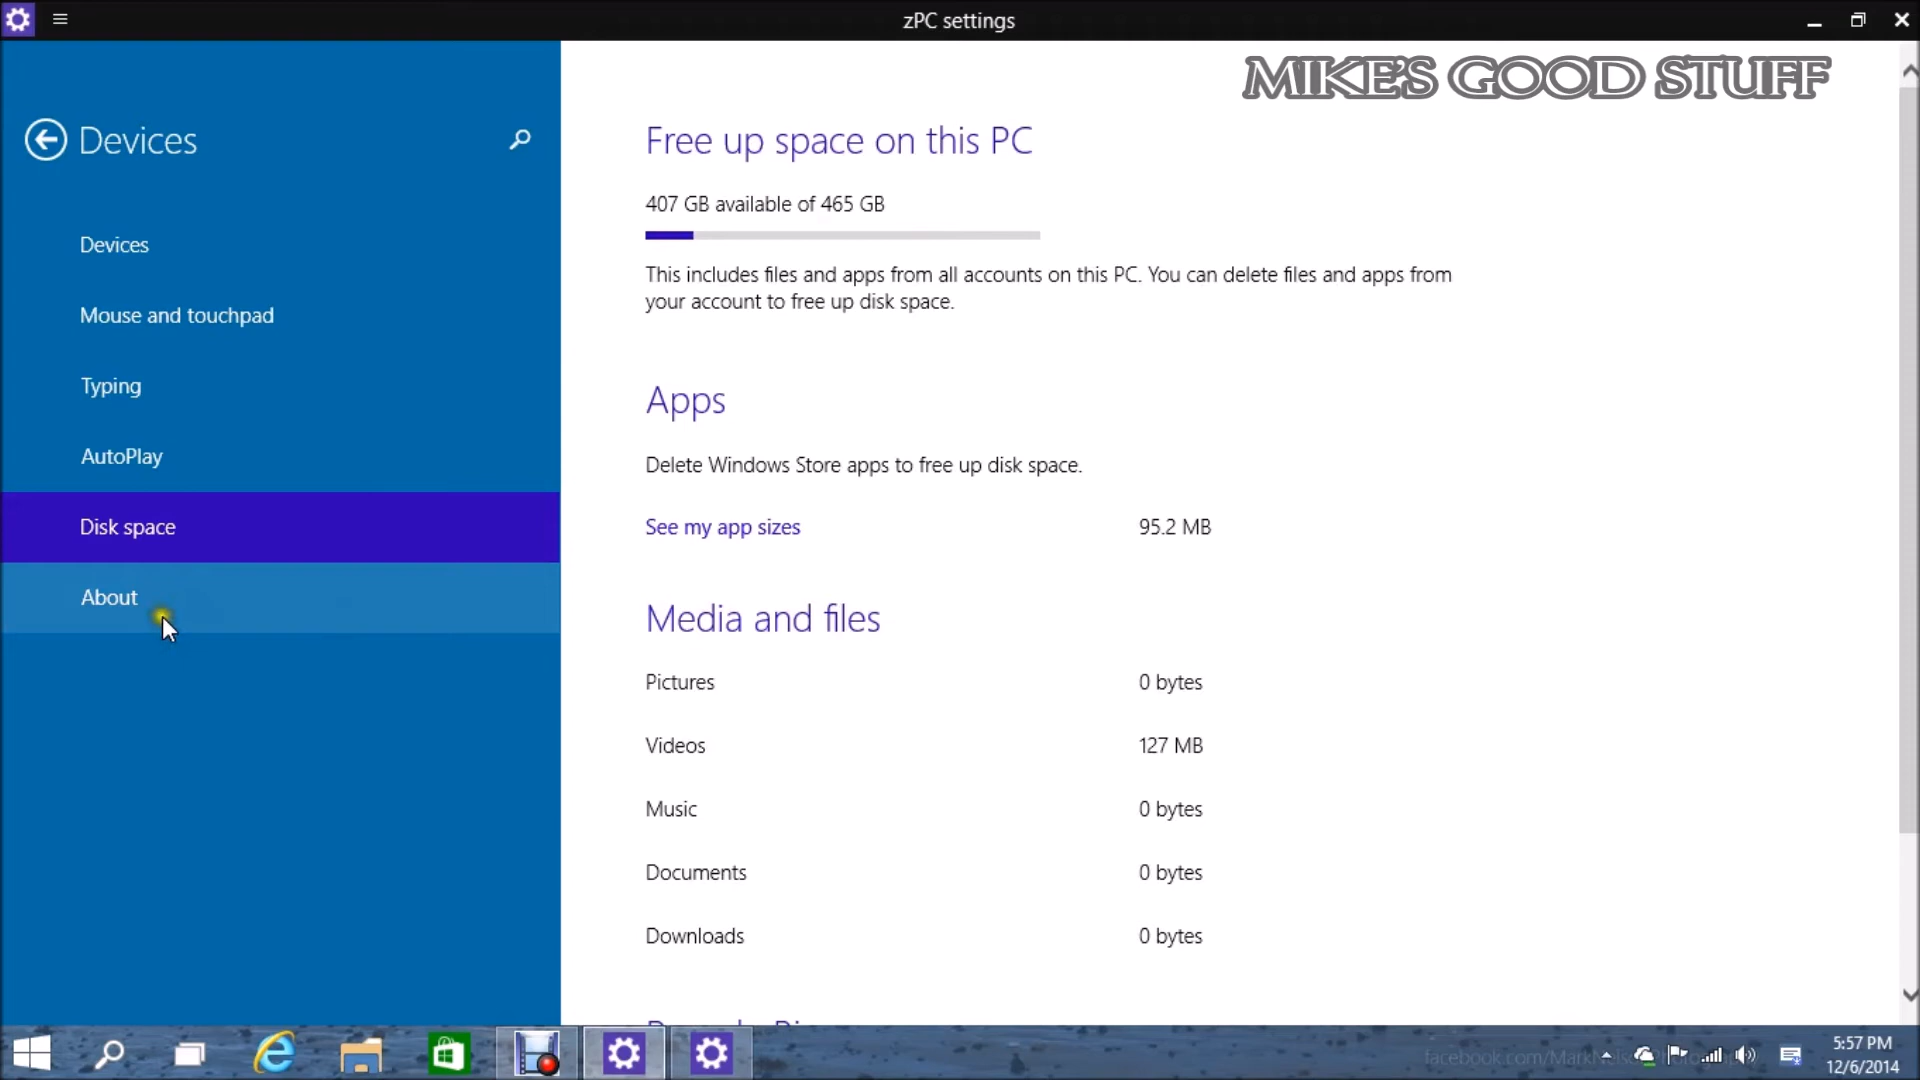 zPC settings
MIKE'S GOOD STUFF
Devices
Devices
Mouse and touchpad
Typing
AutoPlay
Disk space
About
Free up space on this PC
407 GB available of 465 GB
This includes files and apps from all accounts on this PC. You can delete files and apps from
your account to free up disk space.
Apps
Delete Windows Store apps to free up disk space.
See my app sizes 95.2 MB
Media and files
Pictures 0 bytes
Videos 127 MB
Music 0 bytes
Documents 0 bytes
Downloads 0 bytes
5:57 PM
12/6/2014